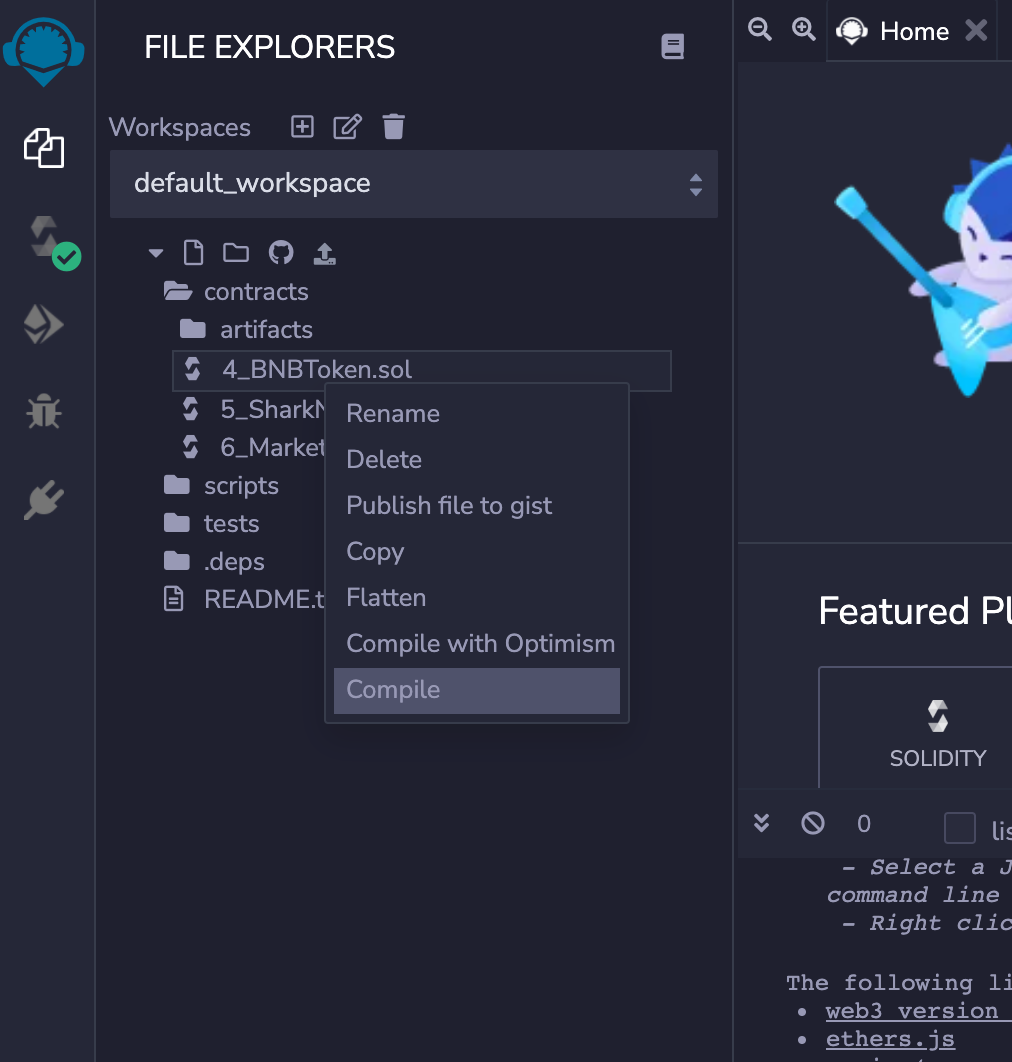 FILE EXPLORERS
Workspaces
default_workspace
contracts
artifacts
4_BNBToken.sol
5_Shark
6_Market
scripts
tests
.deps
README.t
Rename
Delete
Publish file to gist
Copy
Flatten
Compile with Optimism
Compile
Home
Featured Pl
SOLIDITY
0
lis
- Select a J
command line
- Right clic
The following li
• web3 version
• ethers.js